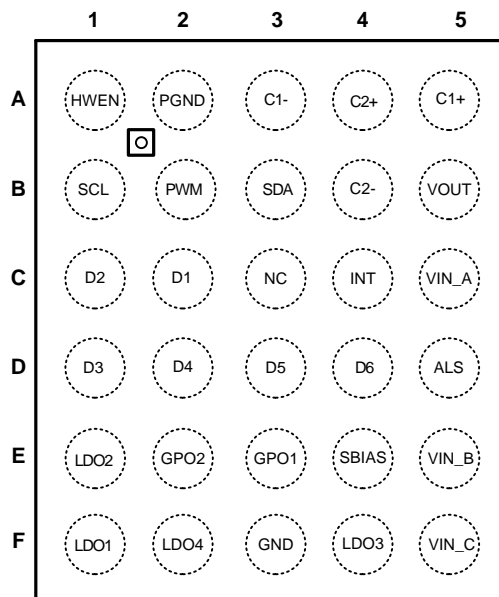 1 2 3 4 5
A HWEN PGND C1- C2+ C1+
B SCL PWM SDA C2- VOUT
C D2 D1 NC INT VIN_A
D D3 D4 D5 D6 ALS
E LDO2 GPO2 GPO1 SBIAS VIN_B
F LDO1 LDO4 GND LDO3 VIN_C